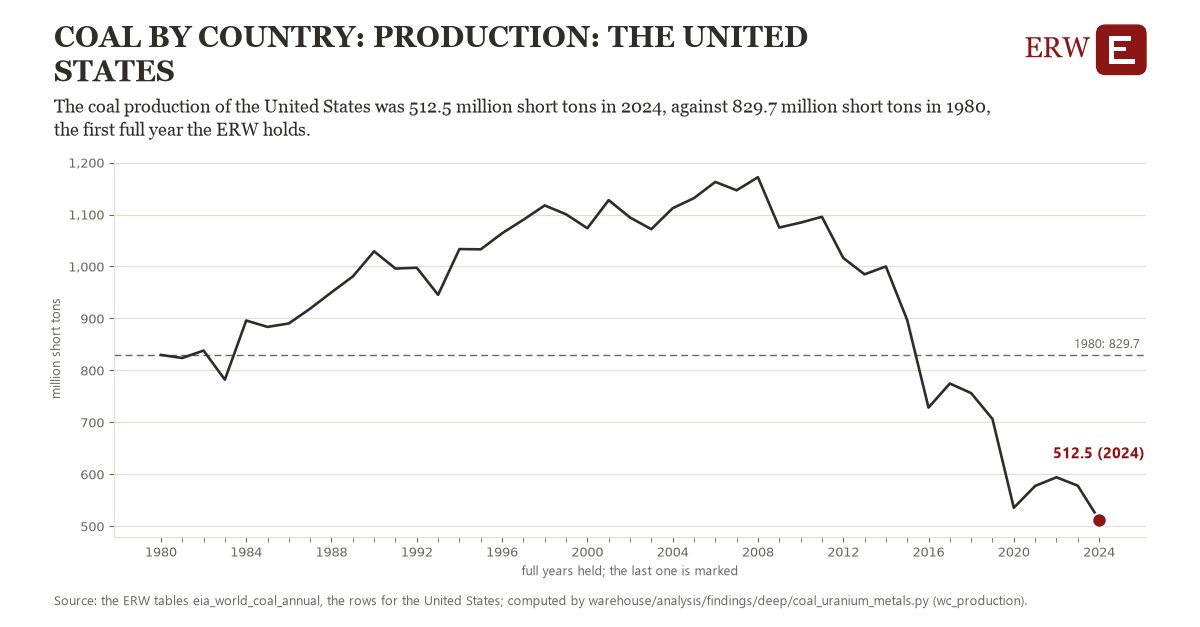 COAL BY COUNTRY: PRODUCTION: THE UNITED
STATES
ERW E
The coal production of the United States was 512.5 million short tons in 2024, against 829.7 million short tons in 1980,
the first full year the ERW holds.
1,200
1,100
1,000
900
800
700
600
500
million short tons
1980: 829.7
512.5 (2024)
1980 1984 1988 1992 1996 2000 2004 2008 2012 2016 2020 2024
full years held; the last one is marked
Source: the ERW tables eia_world_coal_annual, the rows for the United States; computed by warehouse/analysis/findings/deep/coal_uranium_metals.py (wc_production).